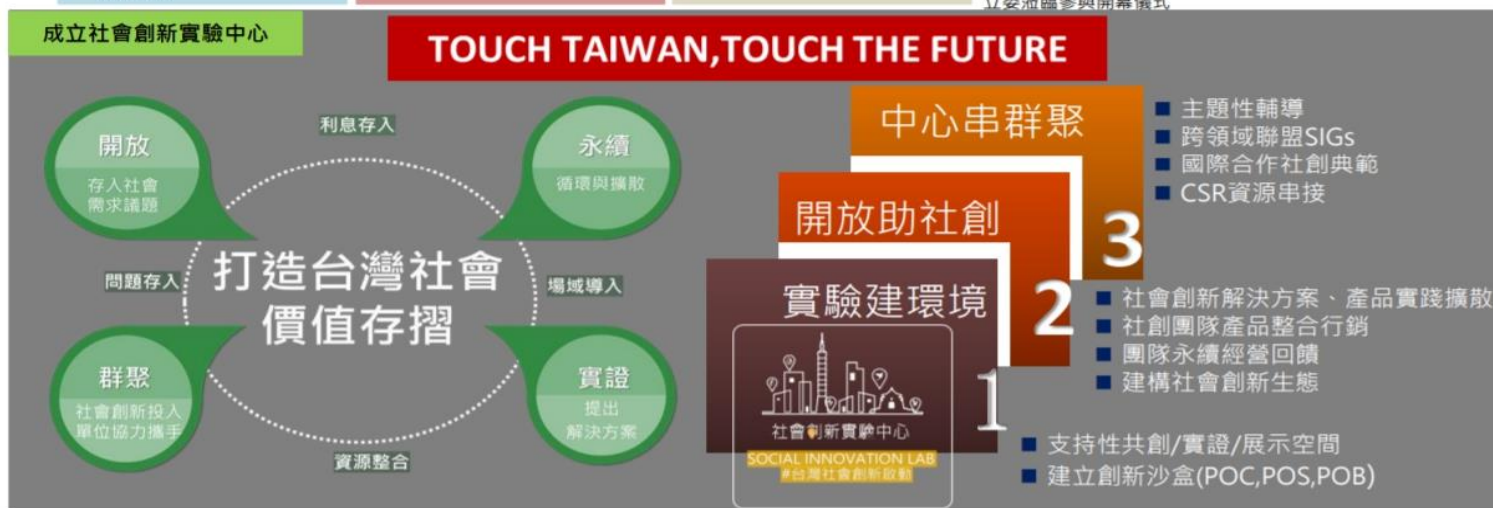 立委蒞臨參與開幕儀式
成立社會創新實驗中心
TOUCH TAIWAN,TOUCH THE FUTURE
開放
存入社會
需求議題
利息存入
永續
循環與擴散
問題存入
打造台灣社會
價值存摺
場域導入
群聚
社會創新投入
單位協力攜手
資源整合
實證
提出
解決方案
中心串群聚
3
主題性輔導
跨領域聯盟SIGs
國際合作社創典範
CSR資源串接
開放助社創
2
社會創新解決方案、產品實踐擴散
社創團隊產品整合行銷
團隊永續經營回饋
建構社會創新生態
實驗建環境
1
社會創新實驗中心
SOCIAL INNOVATION LAB
#台灣社會創新啟動
支持性共創/實證/展示空間
建立創新沙盒(POC,POS,POB)